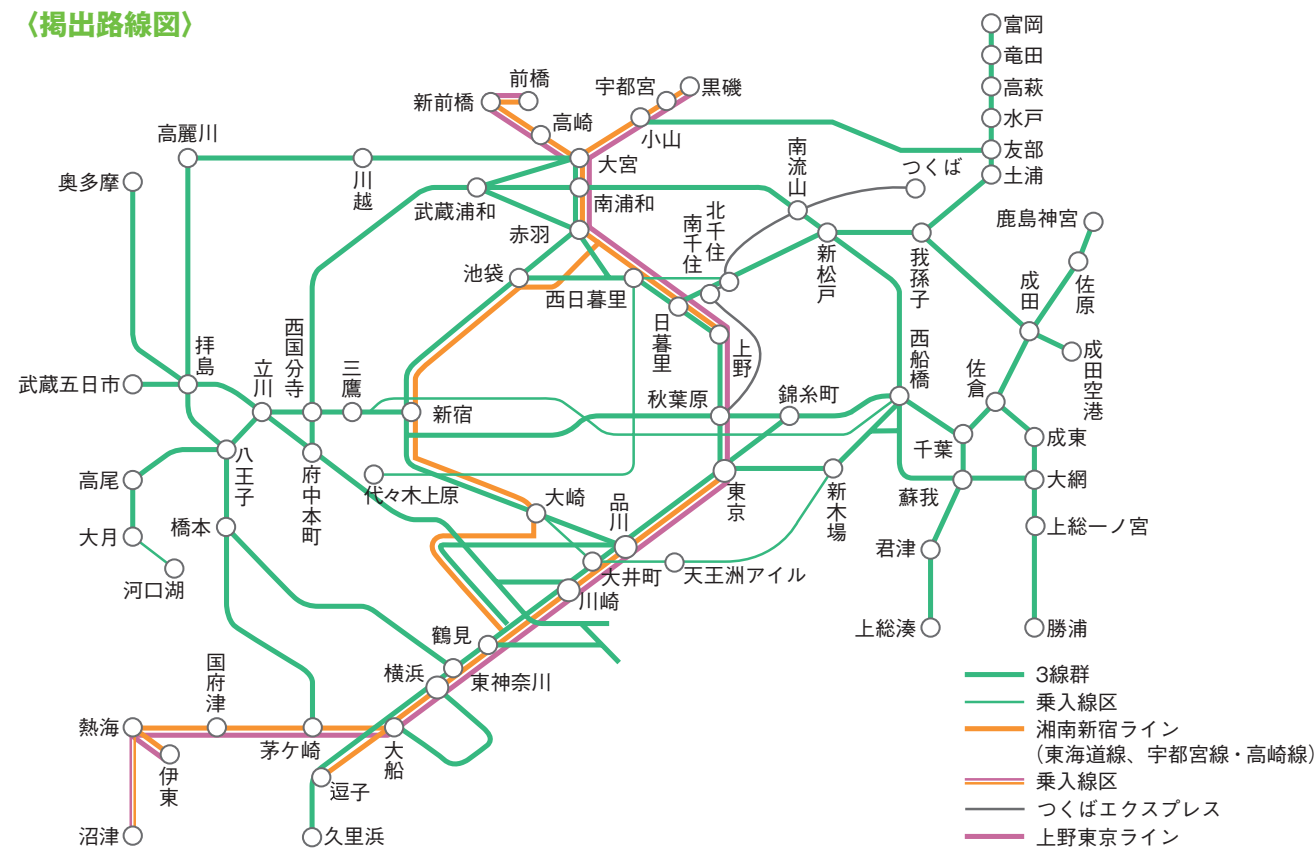 〈掲出路線図〉
富岡
竜田
高萩
水戸
友部
土浦
前橋
新前橋
高崎
宇都宮
黒磯
小山
高麗川
川越
大宮
南流山
つくば
奥多摩
武蔵浦和
南浦和
北千住
南千住
鹿島神宮
赤羽
新松戸
我孫子
成田
佐原
池袋
西日暮里
日暮里
上野
西船橋
成田空港
拝島
立川
西国分寺
三鷹
武蔵五日市
新宿
秋葉原
錦糸町
佐倉
千葉
成東
八王子
高尾
府中本町
代々木上原
大崎
品川
東京
新木場
蘇我
大網
大月
橋本
河口湖
大井町
天王洲アイル
君津
上総一ノ宮
川崎
鶴見
上総湊
勝浦
横浜
東神奈川
国府津
熱海
茅ケ崎
大船
伊東
逗子
沼津
久里浜
3線群
乗入線区
湘南新宿ライン
(東海道線、宇都宮線・高崎線)
乗入線区
つくばエクスプレス
上野東京ライン